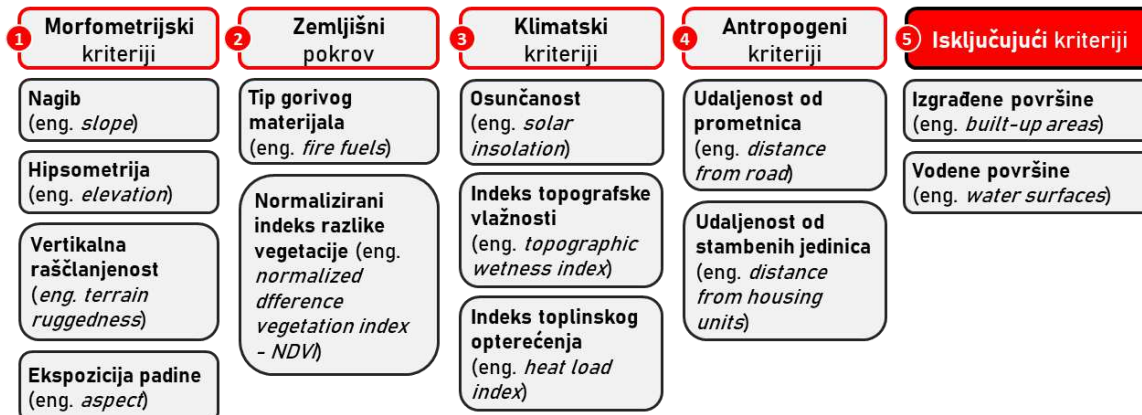 1
Morfometrijski
kriteriji
Nagib
(eng. slope)
Hipsometrija
(eng. elevation)
Vertikalna
raščlanjenost
(eng. terrain
ruggedness)
Ekspozicija padine
(eng. aspect)
2
Zemljišni
pokrov
Tip gorivog
materijala
(eng. fire fuels)
Normalizirani
indeks razlike
vegetacije (eng.
normalized
dfference
vegetation index
- NDVI)
3
Klimatski
kriteriji
Osunčanost
(eng. solar
insolation)
Indeks topografske
vlažnosti
(eng. topographic
wetness index)
Indeks toplinskog
opterećenja
(eng. heat load
index)
4
Antropogeni
kriteriji
Udaljenost od
prometnica
(eng. distance
from road)
Udaljenost od
stambenih jedinica
(eng. distance
from housing
units)
5
Isključujući kriteriji
Izgrađene površine
(eng. built-up areas)
Vodene površine
(eng. water surfaces)